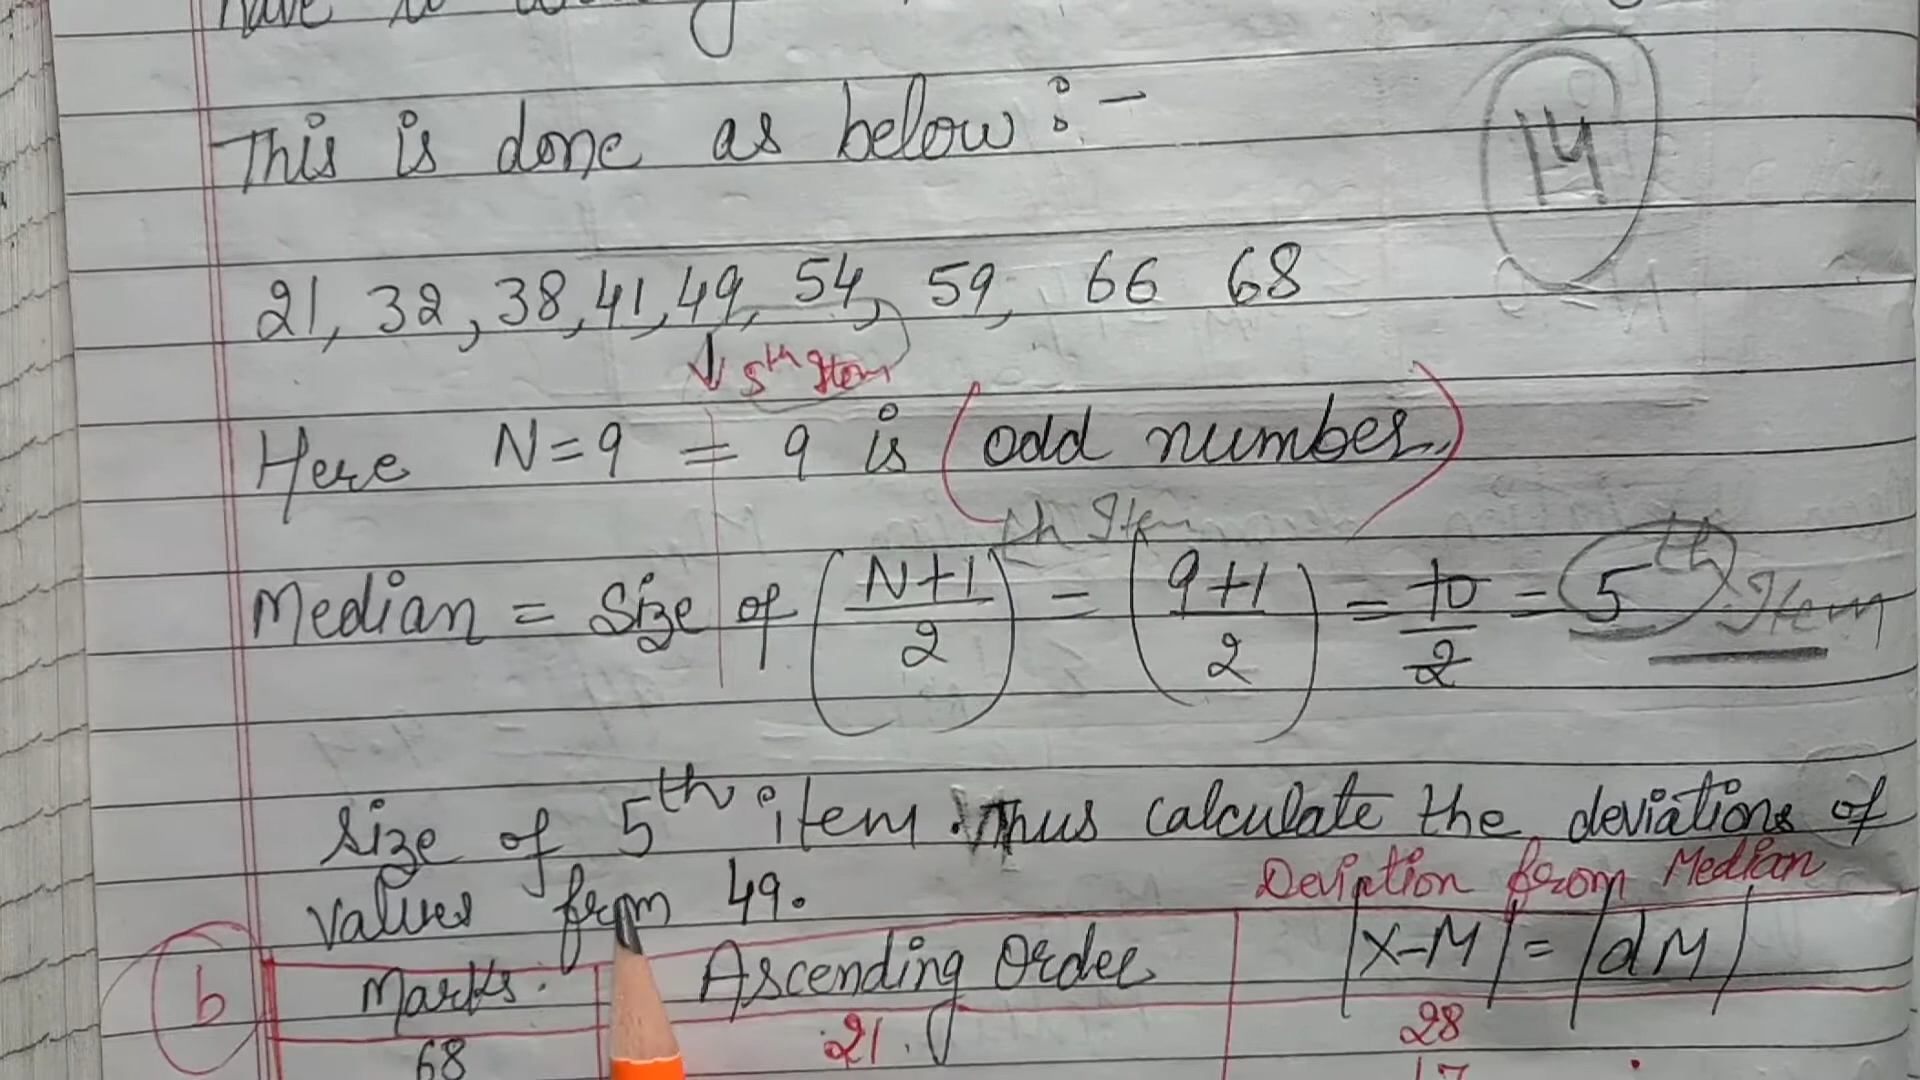 have to
This is done as below :-
14
21, 32, 38, 41, 49, 54, 59, 66 68
5th Item
Here N=9 = 9 is (odd number)
th Item
Median = Size of (N+1/2) = (9+1/2) = 10/2 = 5th Item
Size of 5th item. Thus calculate the deviations of
values from 49.
Deviation from Median
b
Marks. Ascending Order |X-M| = |dM|
68 21. 28
17